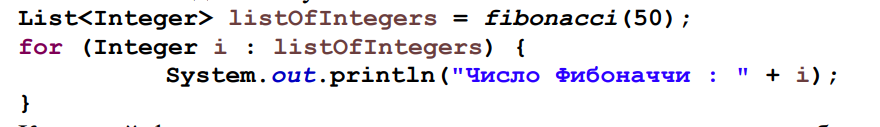 List<Integer> listOfIntegers = fibonacci(50);
for (Integer i : listOfIntegers) {
System.out.println("Число Фибоначчи : " + i);
}